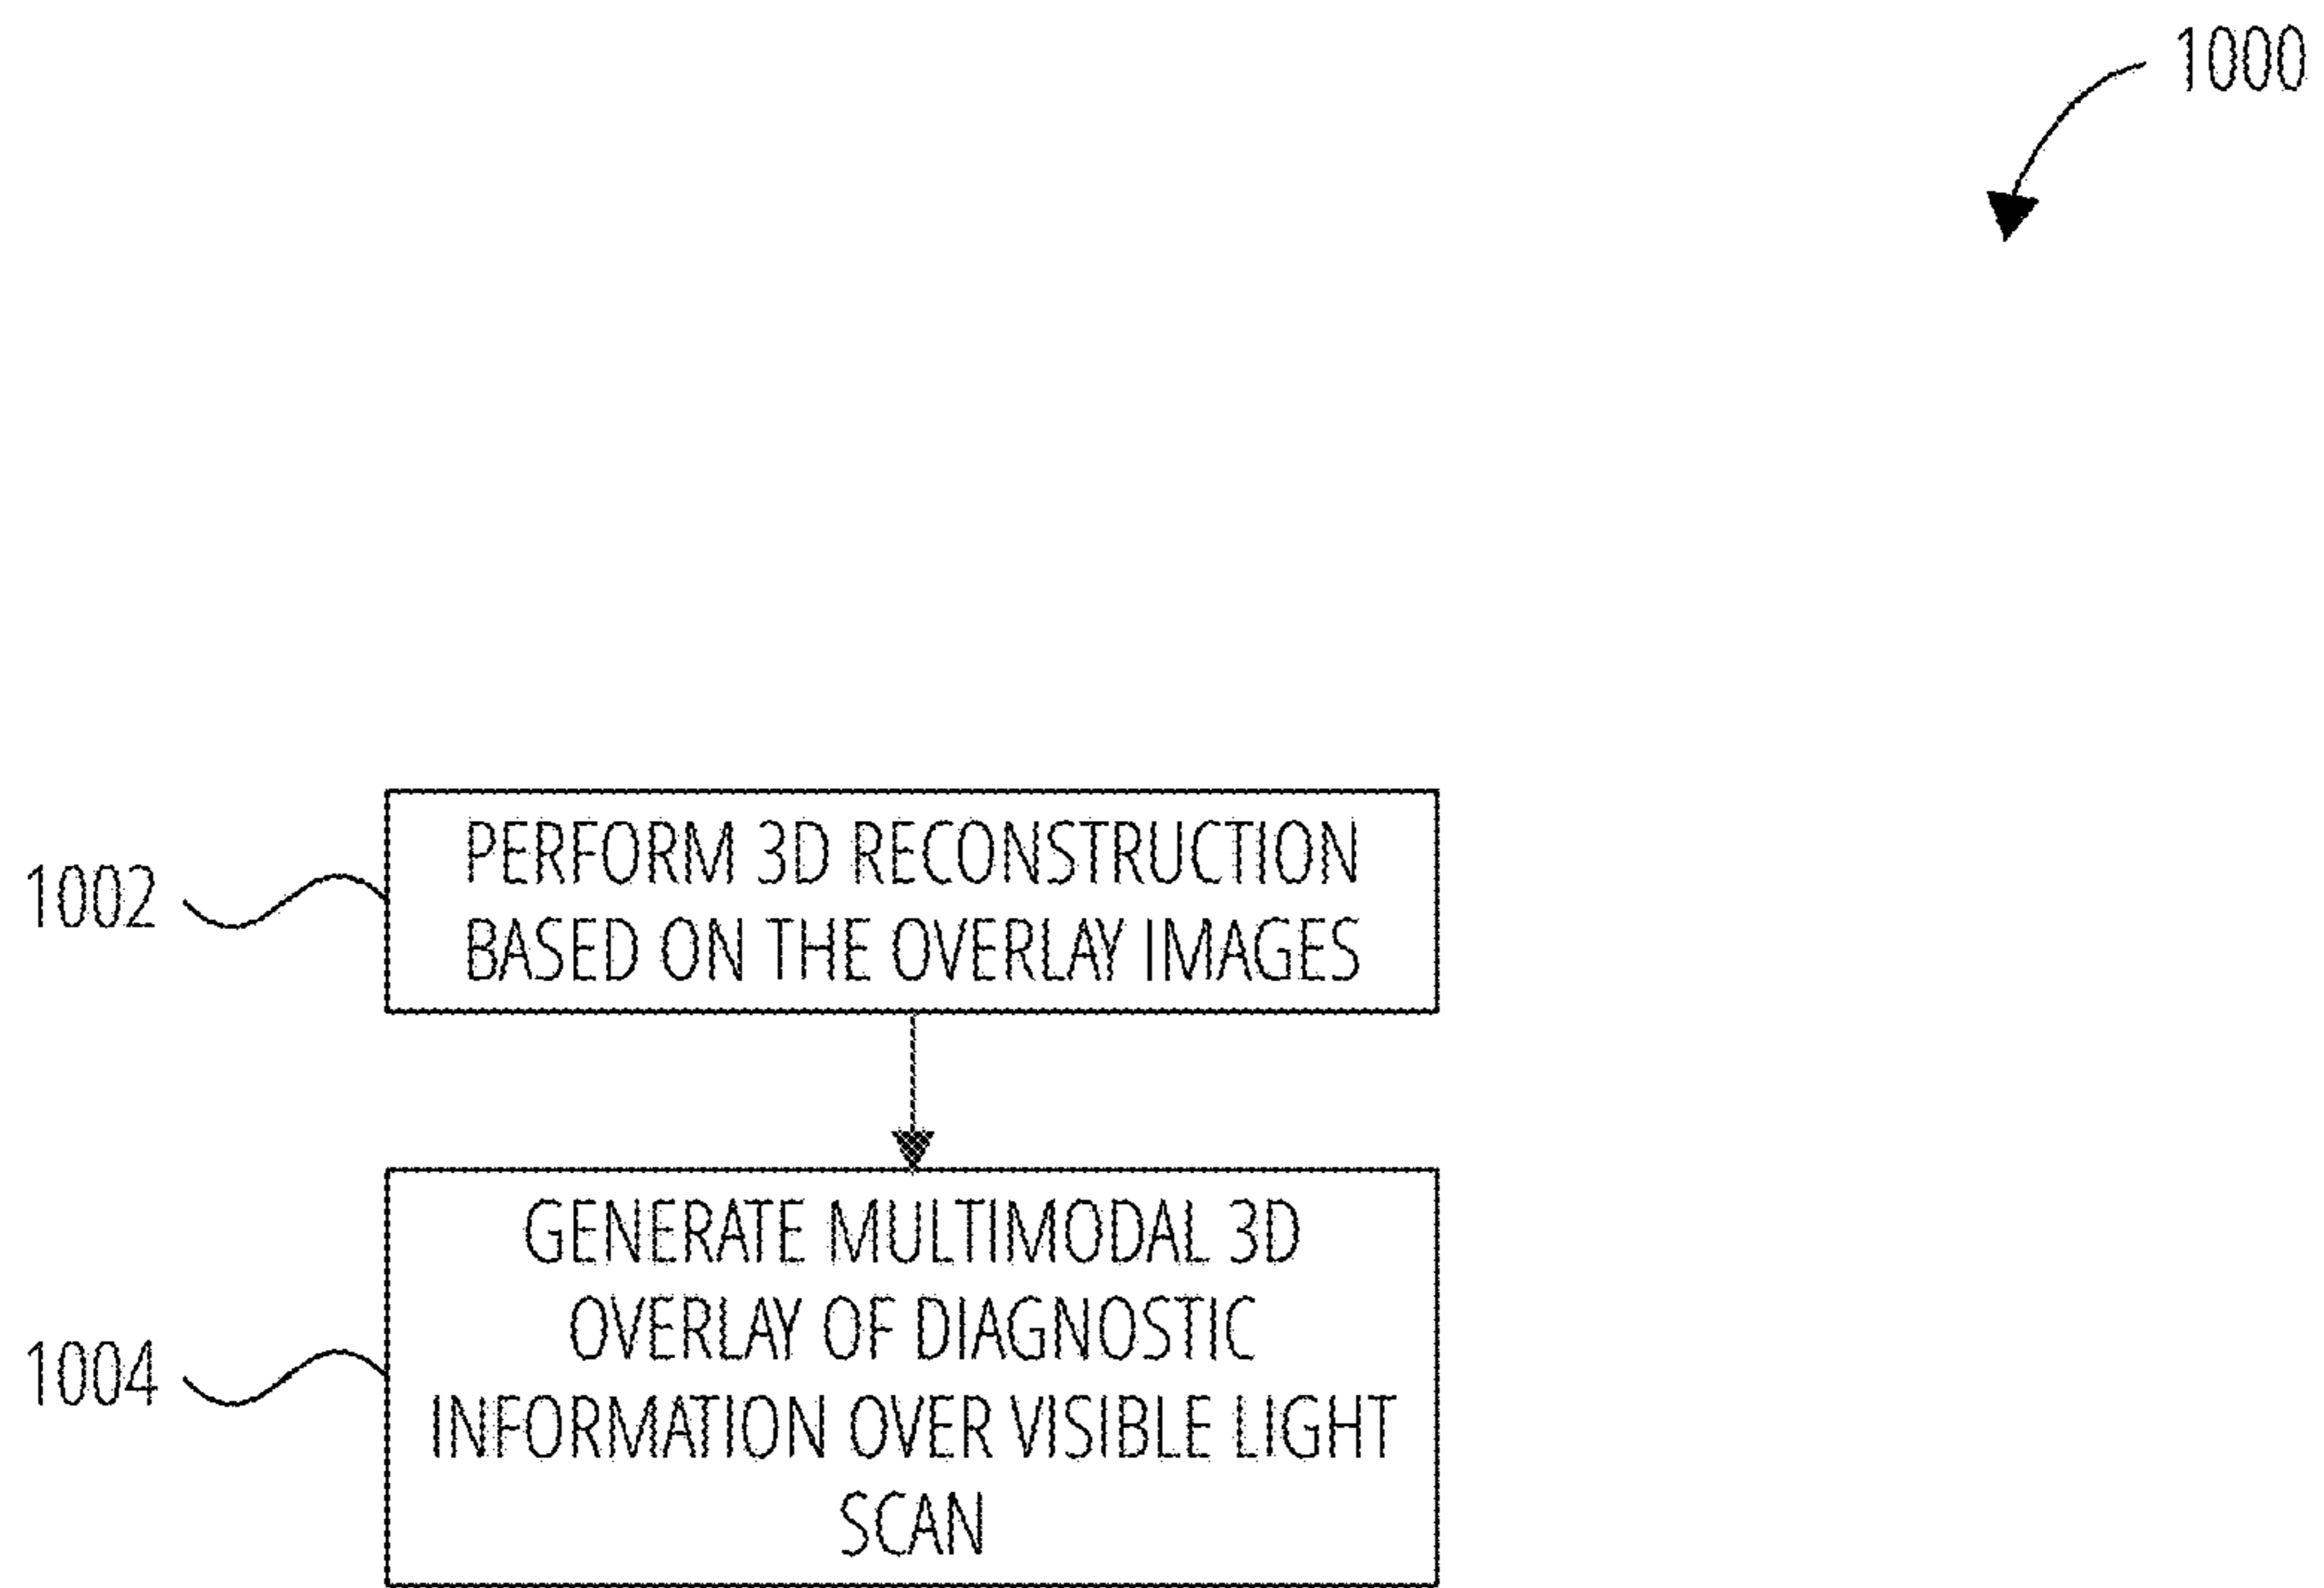 1000
1002
PERFORM 3D RECONSTRUCTION
BASED ON THE OVERLAY IMAGES
1004
GENERATE MULTIMODAL 3D
OVERLAY OF DIAGNOSTIC
INFORMATION OVER VISIBLE LIGHT
SCAN